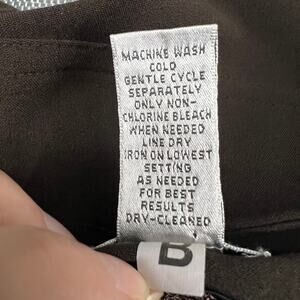 MACHINE WASH
COLD
GENTLE CYCLE
SEPARATELY
ONLY NON-
CHLORINE BLEACH
WHEN NEEDED
LINE DRY
IRON ON LOWEST
SETTING
AS NEEDED
FOR BEST
RESULTS
DRY-CLEANED
B